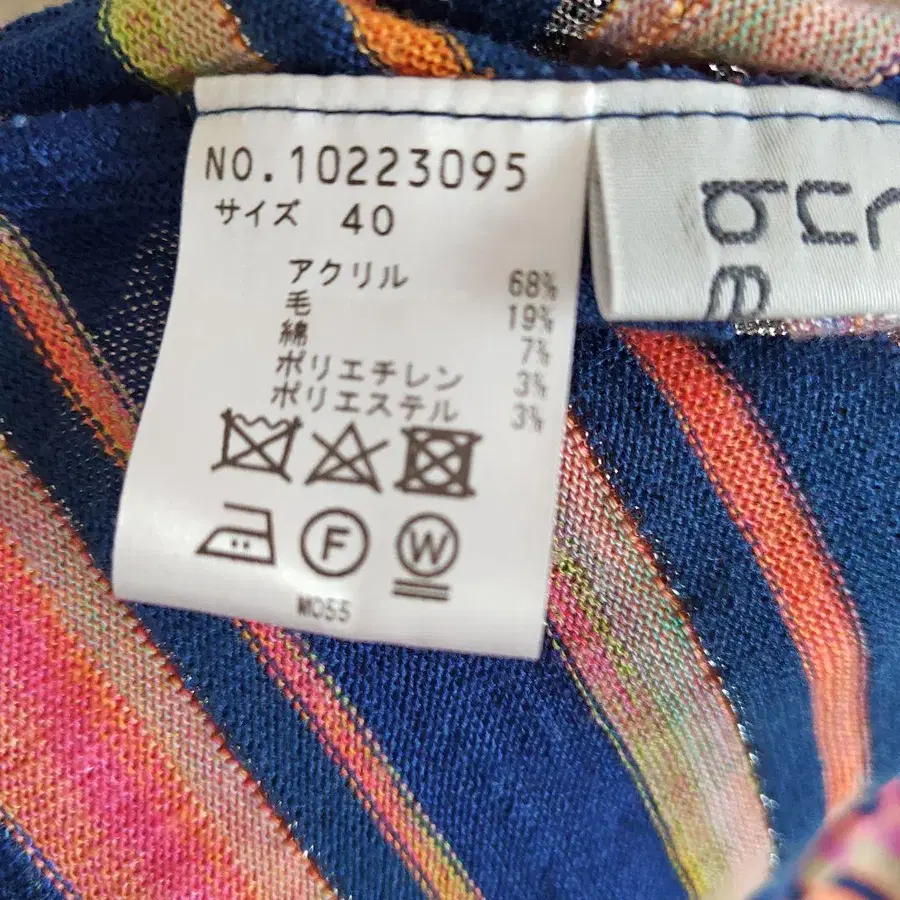 NO.10223095
サイズ 40
アクリル 68%
毛 19%
綿 7%
ポリエチレン 3%
ポリエステル 3%
F W
M055